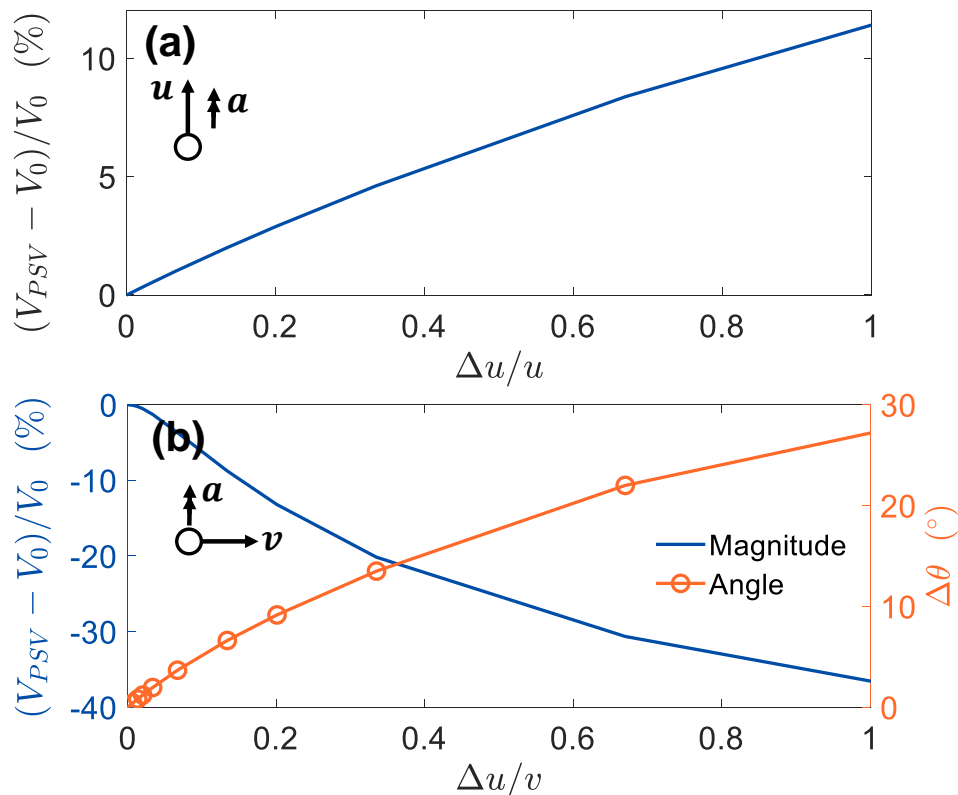 (a)
u
a
(V_PSV − V_0)/V_0 (%)
10
5
0
0 0.2 0.4 0.6 0.8 1
Δu/u
(b)
a
v
(V_PSV − V_0)/V_0 (%)
0
-10
-20
-30
-40
Magnitude
Angle
30
20
10
0
Δθ (°)
0 0.2 0.4 0.6 0.8 1
Δu/v